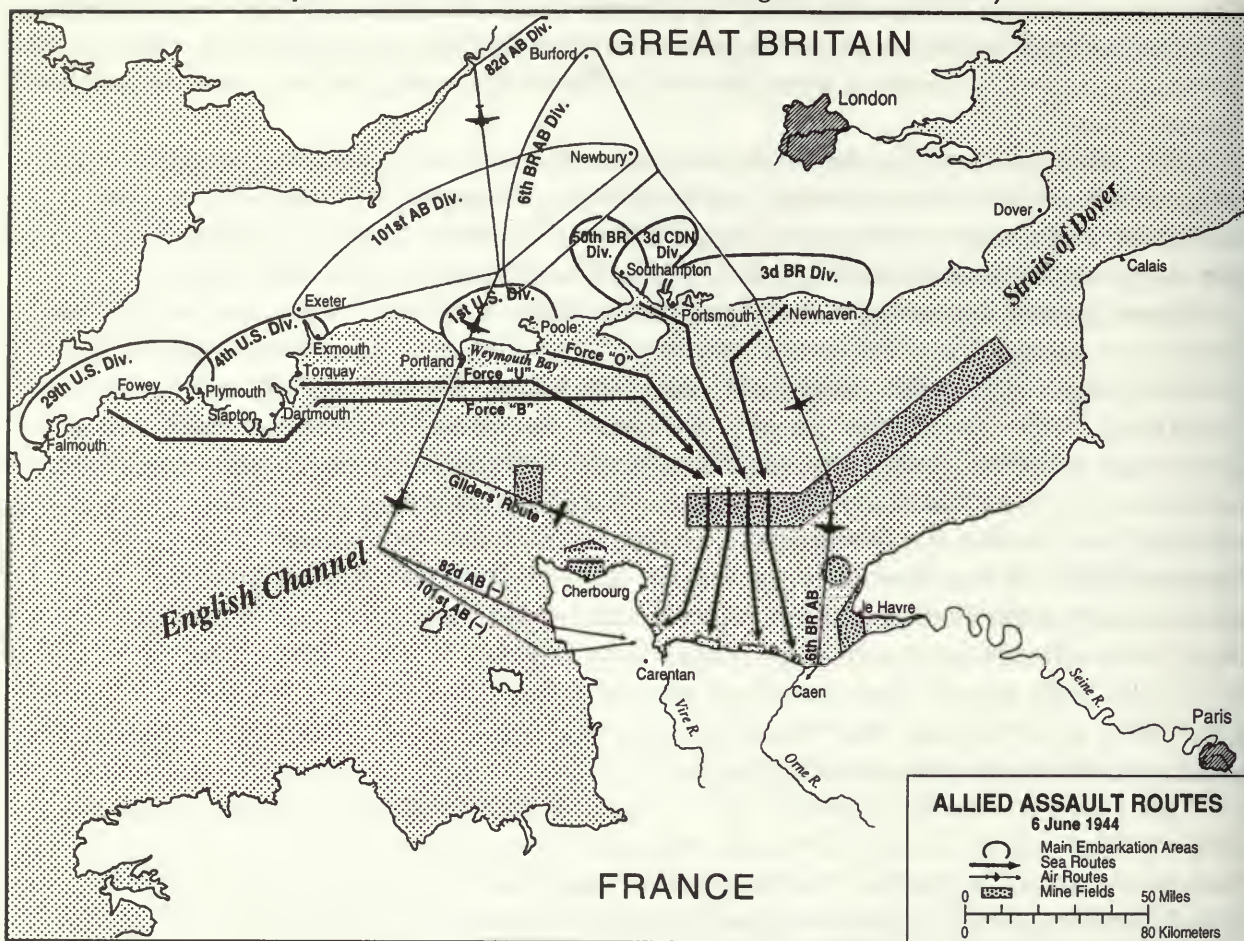 GREAT BRITAIN
82d AB Div.
Burford
London
6th BR AB Div.
Newbury
101st AB Div.
Dover
Straits of Dover
Calais
50th BR
Div.
3d CDN
Div.
Southampton
3d BR Div.
Exeter
1st U.S. Div.
Poole
Portsmouth
Newhaven
4th U.S. Div.
Exmouth
Portland
Weymouth Bay
Force "O"
29th U.S. Div.
Fowey
Plymouth
Torquay
Force "U"
Slapton
Dartmouth
Force "B"
Falmouth
Gliders' Route
English Channel
82d AB (–)
101st AB (–)
Cherbourg
6th BR AB
le Havre
Carentan
Caen
Vire R.
Orne R.
Seine R.
Paris
FRANCE
ALLIED ASSAULT ROUTES
6 June 1944
Main Embarkation Areas
Sea Routes
Air Routes
Mine Fields
0 50 Miles
0 80 Kilometers